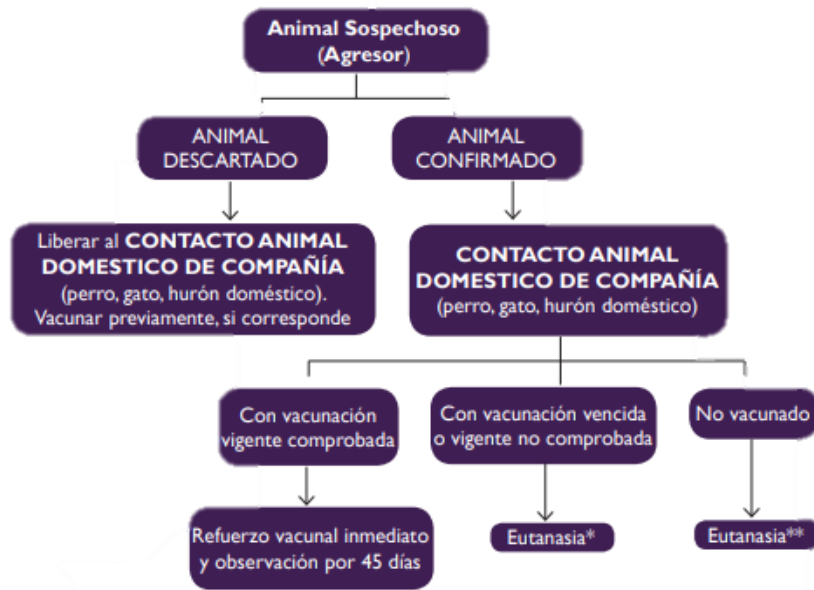 Animal Sospechoso
(Agresor)
ANIMAL
DESCARTADO
ANIMAL
CONFIRMADO
Liberar al CONTACTO ANIMAL
DOMESTICO DE COMPAÑÍA
(perro, gato, hurón doméstico).
Vacunar previamente, si corresponde
CONTACTO ANIMAL
DOMESTICO DE COMPAÑÍA
(perro, gato, hurón doméstico)
Con vacunación
vigente comprobada
Con vacunación vencida
o vigente no comprobada
No vacunado
Refuerzo vacunal inmediato
y observación por 45 días
Eutanasia*
Eutanasia**